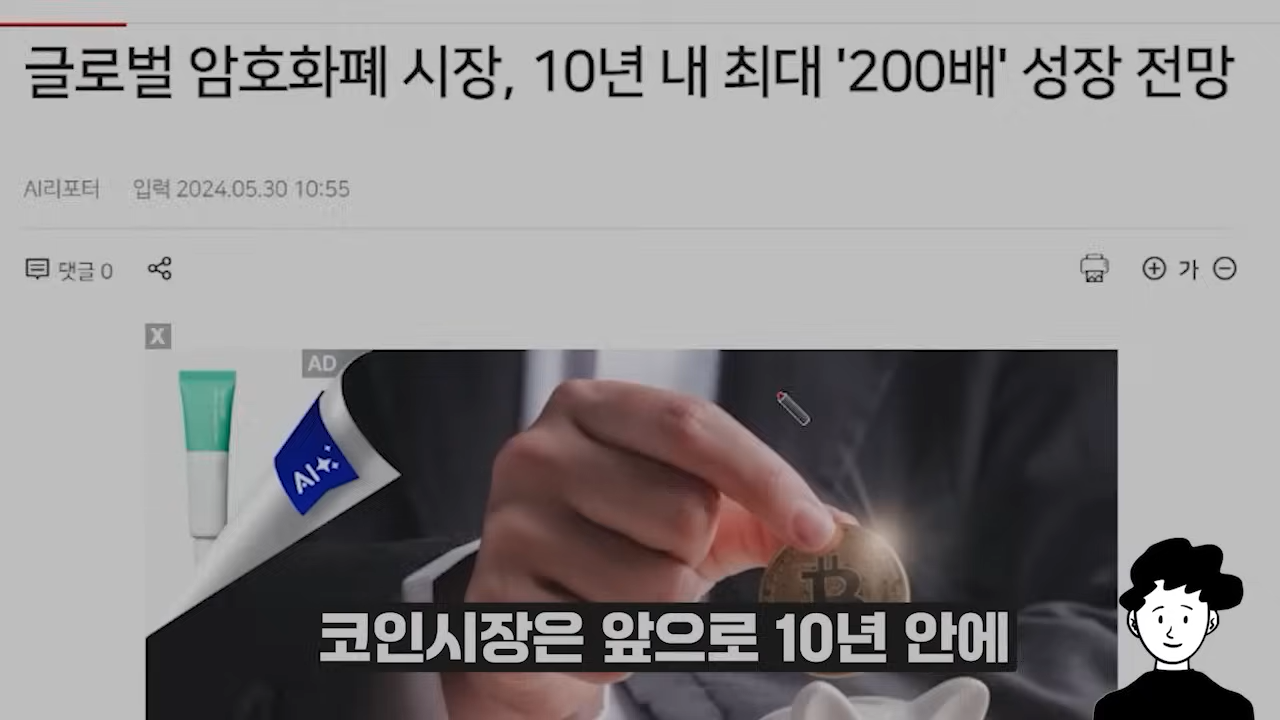 글로벌 암호화폐 시장, 10년 내 최대 '200배' 성장 전망
AI리포터 입력 2024.05.30 10:55
댓글 0
가
X
AD
AI
코인시장은 앞으로 10년 안에